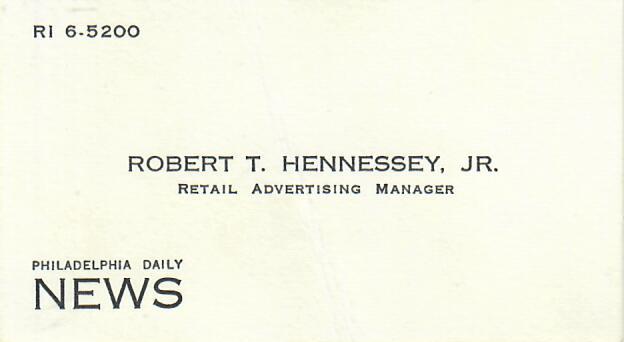 RI 6-5200
ROBERT T. HENNESSEY, JR.
RETAIL ADVERTISING MANAGER
PHILADELPHIA DAILY
NEWS